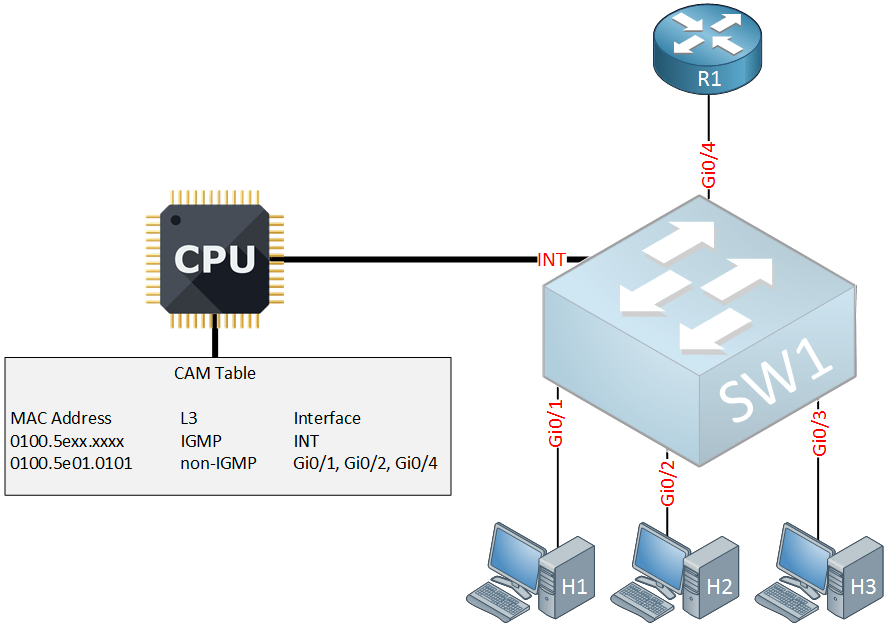 R1
Gi0/4
CPU
INT
SW1
CAM Table
MAC Address L3 Interface
0100.5exx.xxxx IGMP INT
0100.5e01.0101 non-IGMP Gi0/1, Gi0/2, Gi0/4
Gi0/1
Gi0/2
Gi0/3
H1
H2
H3